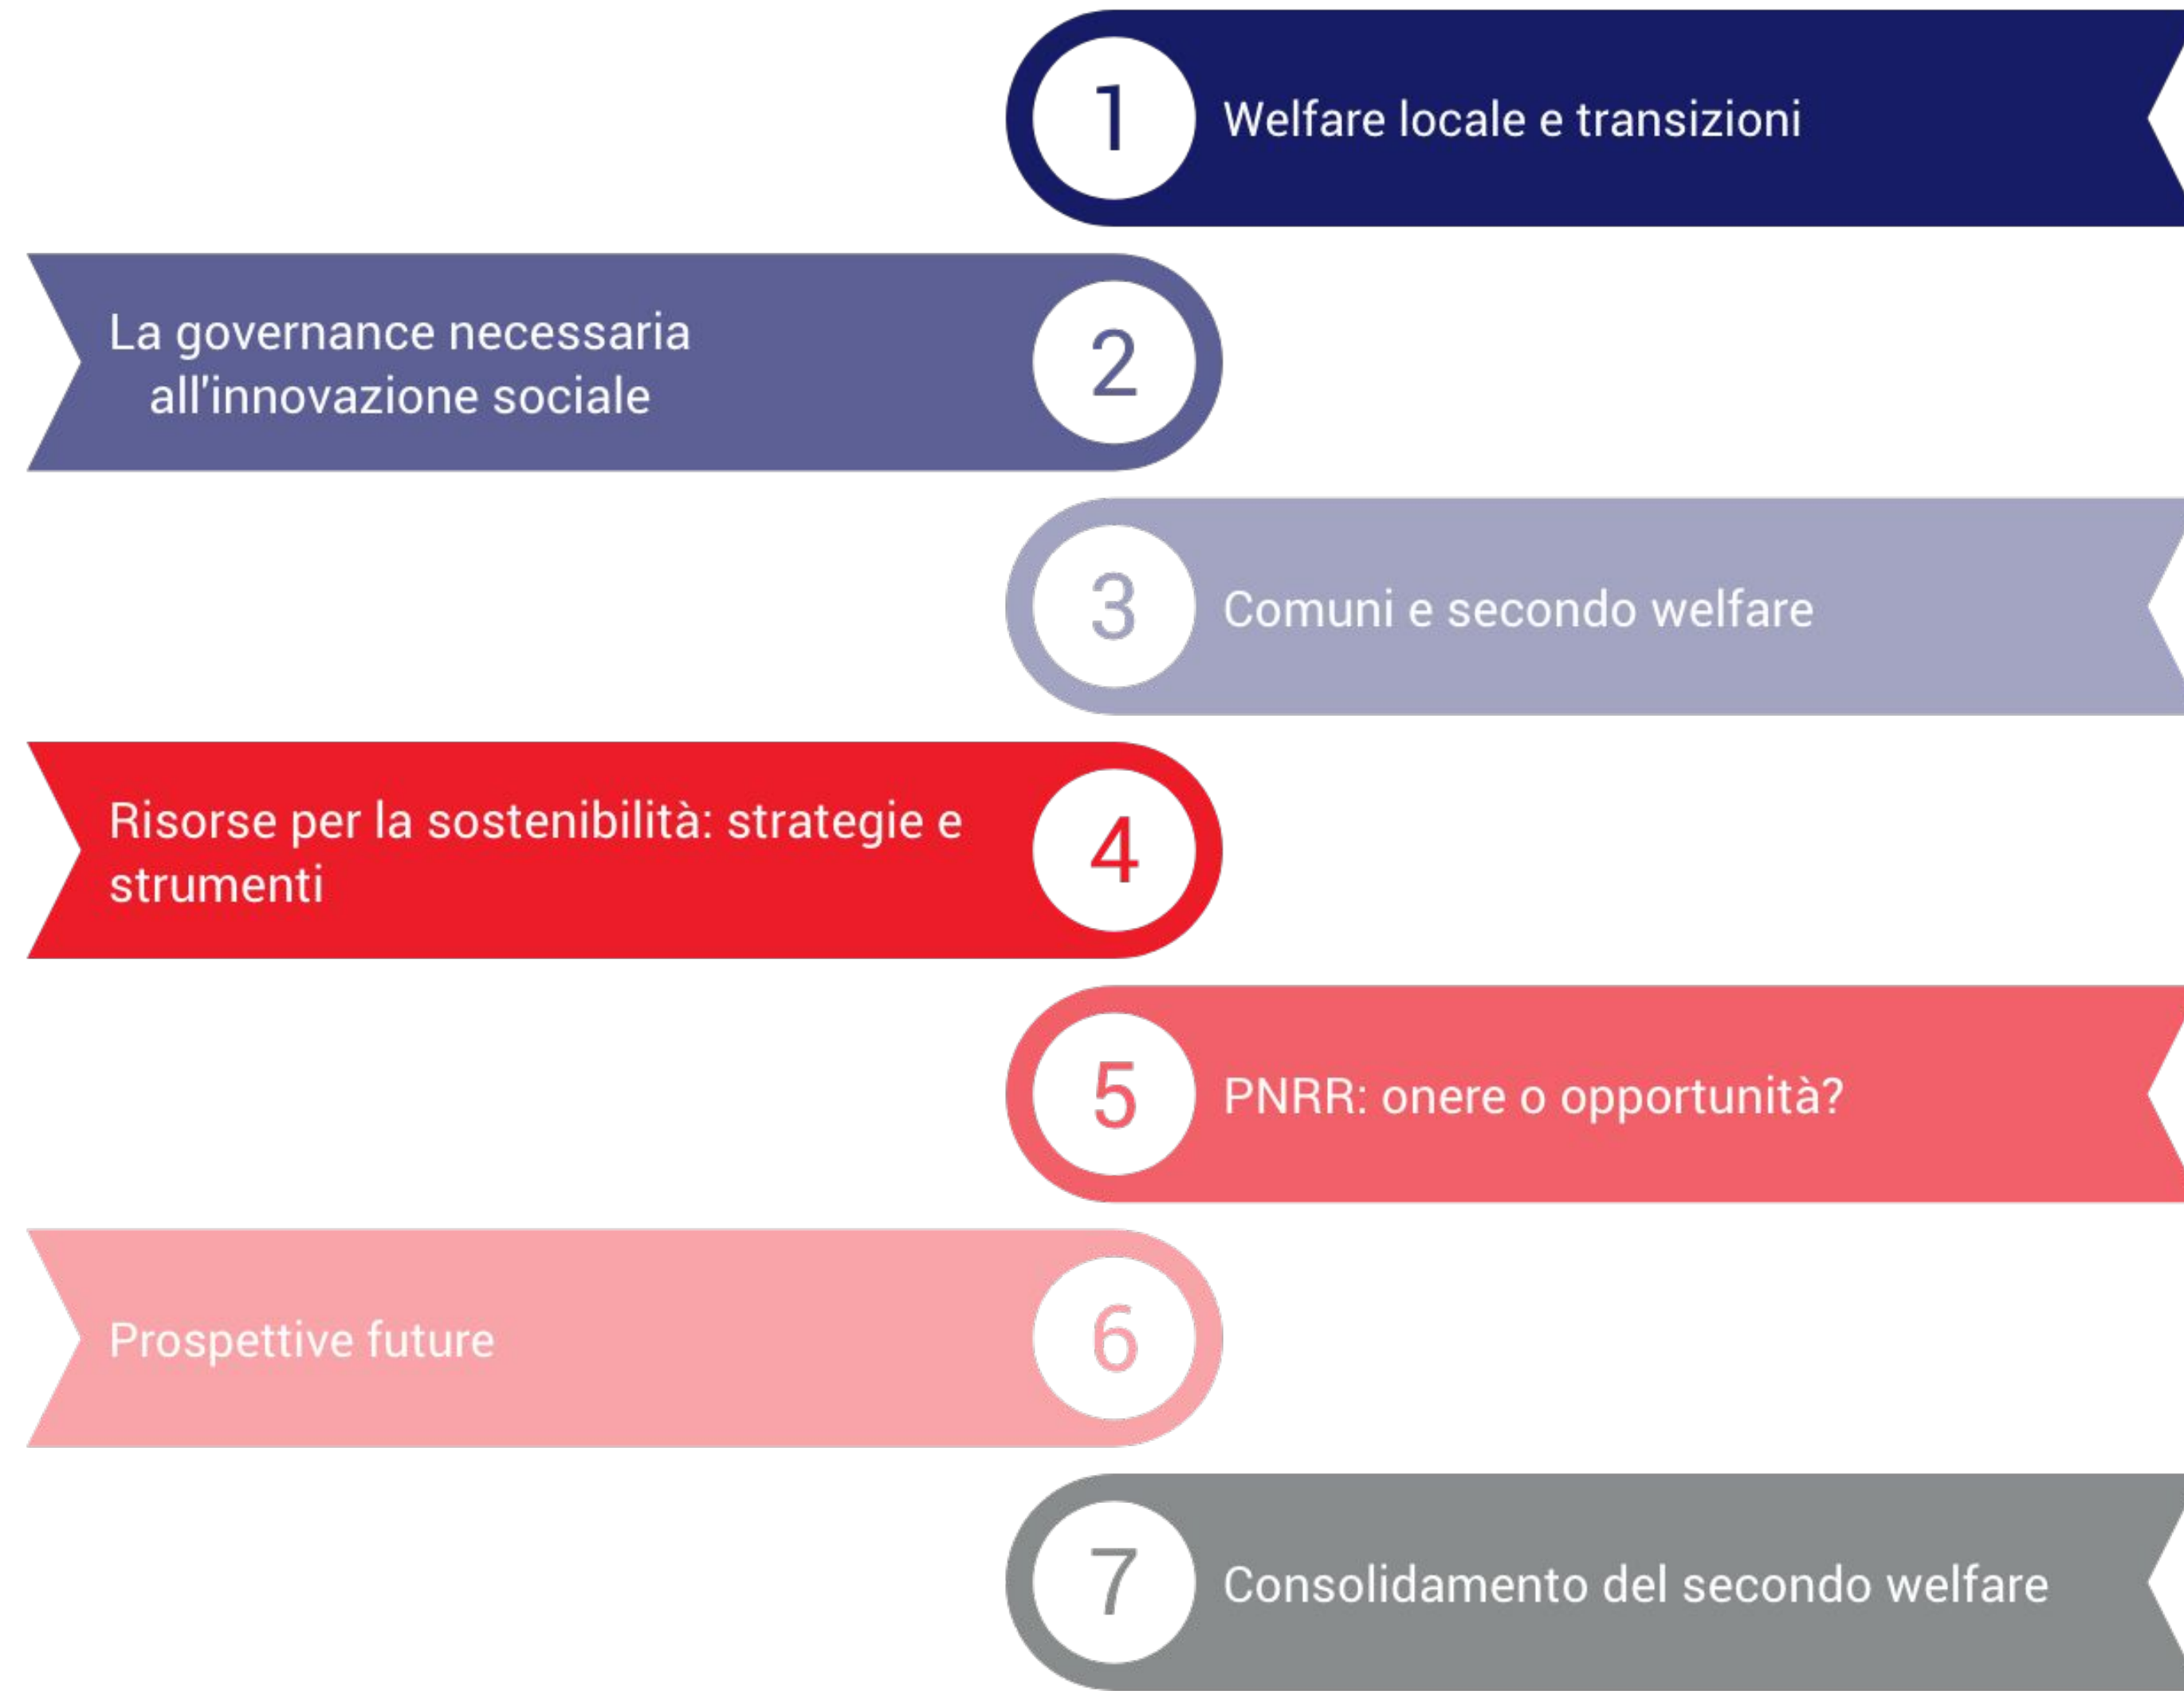 1
Welfare locale e transizioni
La governance necessaria
all'innovazione sociale
2
3
Comuni e secondo welfare
Risorse per la sostenibilità: strategie e
strumenti
4
5
PNRR: onere o opportunità?
Prospettive future
6
7
Consolidamento del secondo welfare